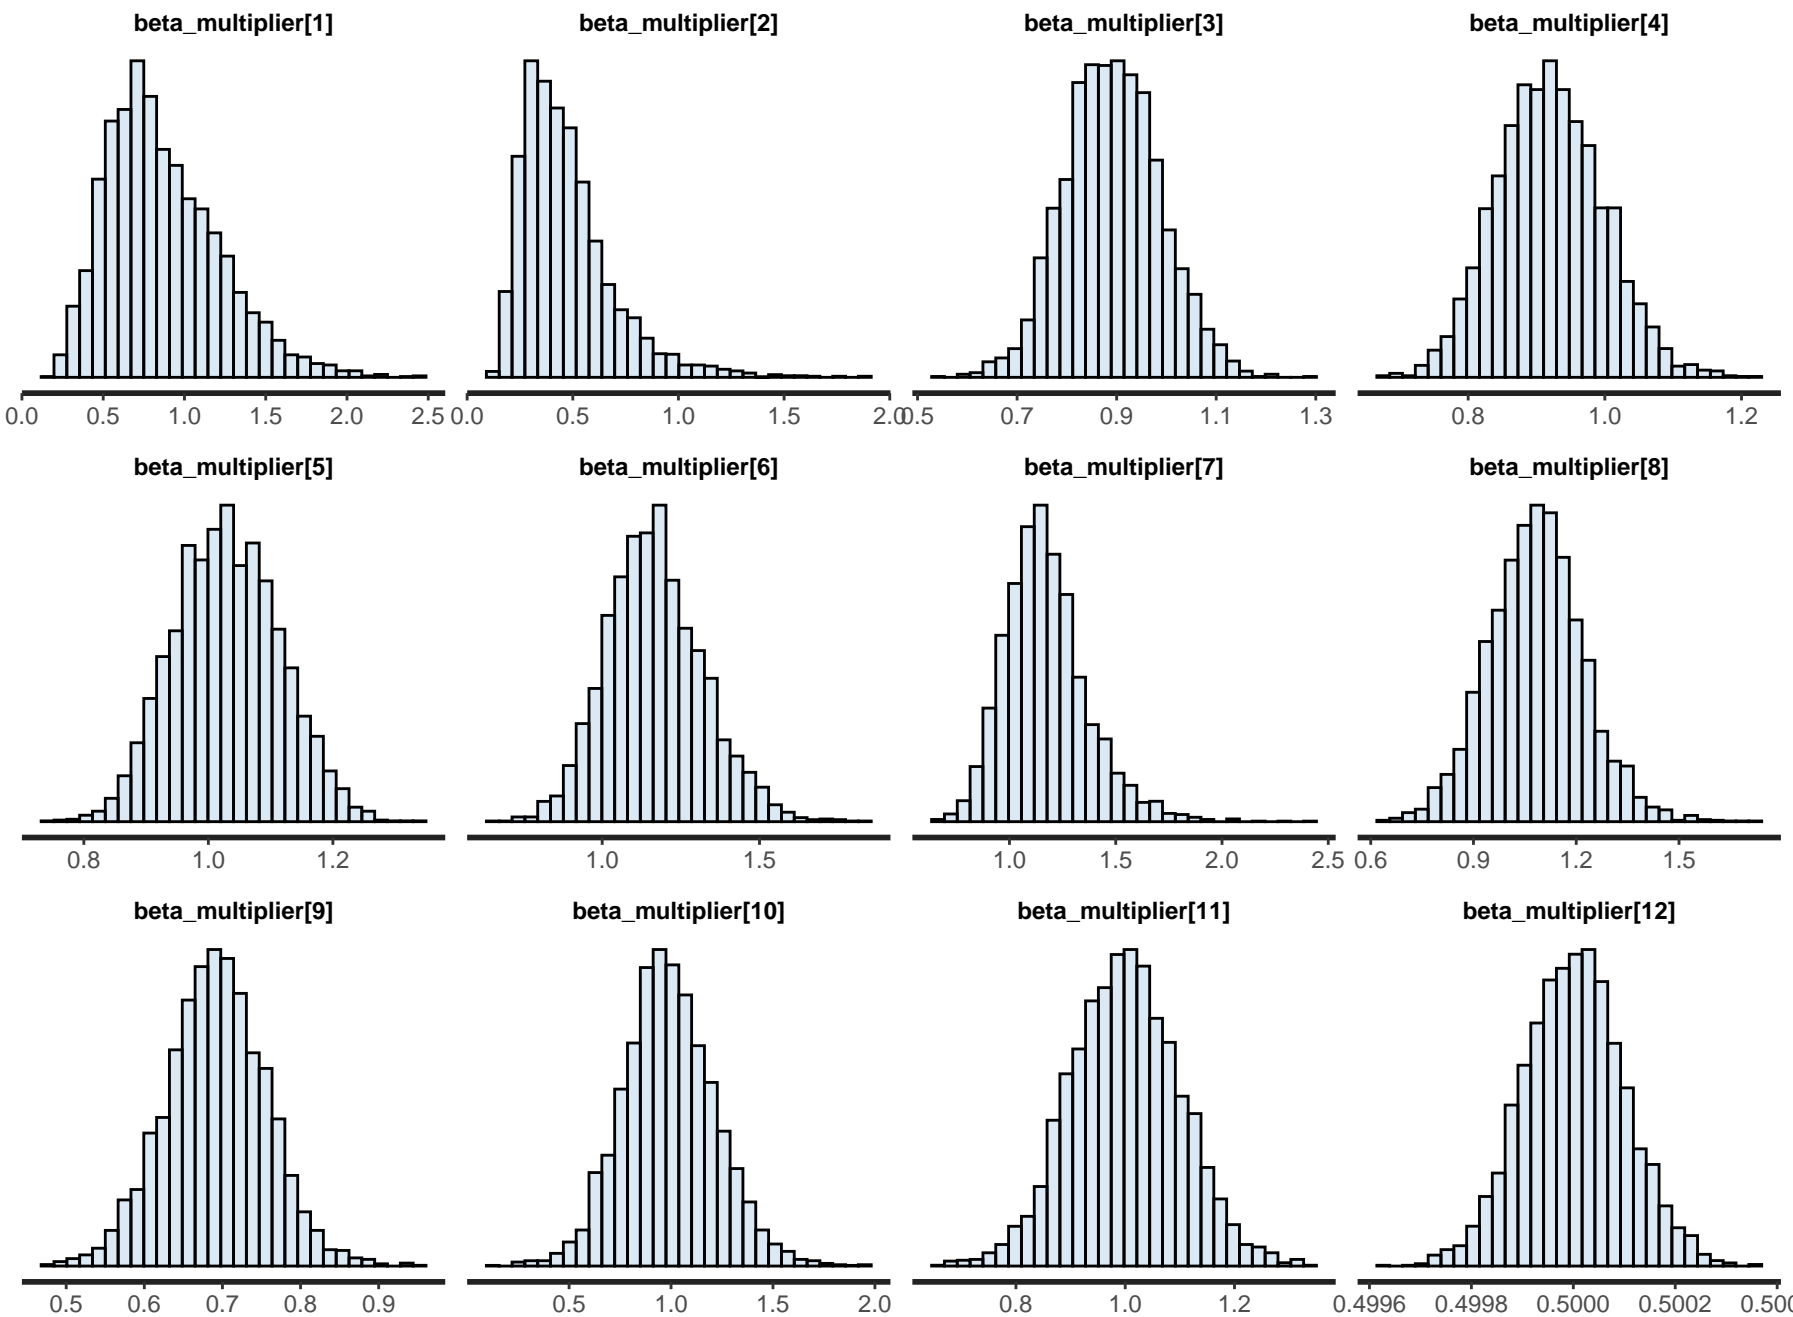 beta_multiplier[1] beta_multiplier[2] beta_multiplier[3] beta_multiplier[4]
0.0 0.5 1.0 1.5 2.0 2.5 0.0 0.5 1.0 1.5 2.0 0.5 0.7 0.9 1.1 1.3 0.8 1.0 1.2
beta_multiplier[5] beta_multiplier[6] beta_multiplier[7] beta_multiplier[8]
0.8 1.0 1.2 1.0 1.5 1.0 1.5 2.0 2.5 0.6 0.9 1.2 1.5
beta_multiplier[9] beta_multiplier[10] beta_multiplier[11] beta_multiplier[12]
0.5 0.6 0.7 0.8 0.9 0.5 1.0 1.5 2.0 0.8 1.0 1.2 0.4996 0.4998 0.5000 0.5002